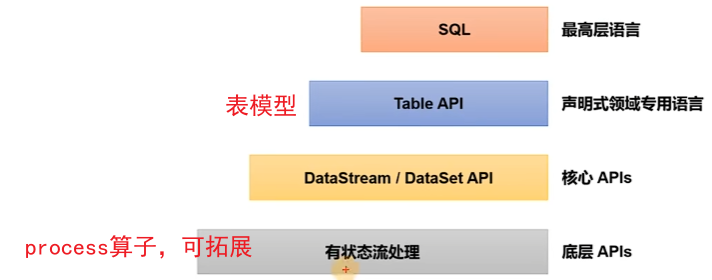 SQL 最高层语言
表模型 Table API 声明式领域专用语言
DataStream / DataSet API 核心 APIs
process算子，可拓展 有状态流处理 底层 APIs